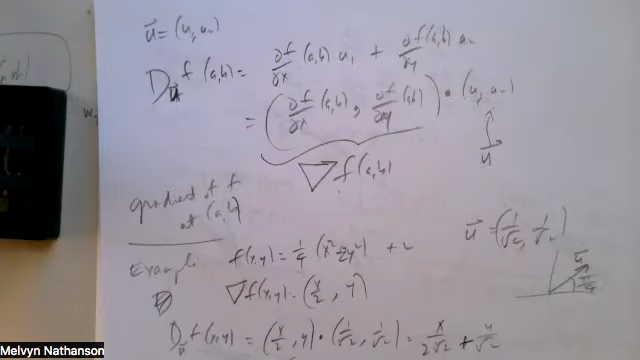 u⃗ = (u₁, u₂)
D_u⃗ f (a,b) = ∂f/∂x (a,b) u₁ + ∂f/∂y (a,b) u₂
= (∂f/∂x (a,b), ∂f/∂y (a,b)) • (u₁, u₂)
u⃗
∇f(a,b)
gradient of f
at (a,b)
Example f(x,y) = 1/4 (x² + 2y²) + 2
u⃗ = (1/√2, 1/√2)
u⃗
π/4
∇f(x,y) = (x/2, y)
D_u⃗ f(x,y) = (x/2, y) • (1/√2, 1/√2) = x/2√2 + y/√2
Melvyn Nathanson